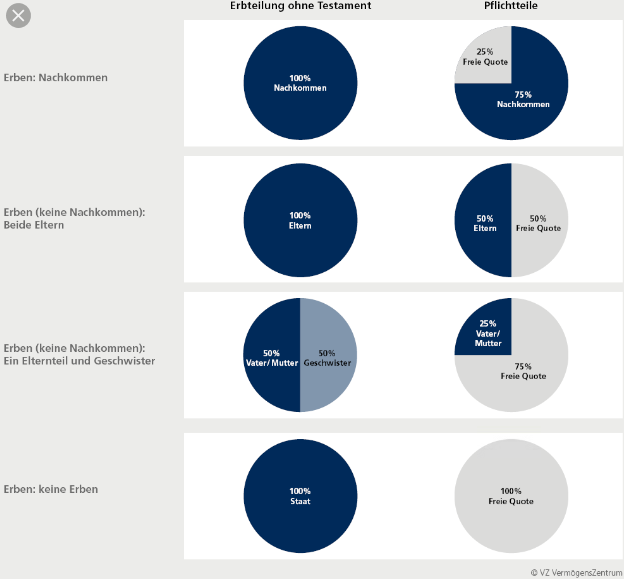 Erbteilung ohne Testament
Pflichtteile
Erben: Nachkommen
100%
Nachkommen
25%
Freie Quote
75%
Nachkommen
Erben (keine Nachkommen):
Beide Eltern
100%
Eltern
50%
Eltern
50%
Freie Quote
Erben (keine Nachkommen):
Ein Elternteil und Geschwister
50%
Vater/Mutter
50%
Geschwister
25%
Vater/
Mutter
75%
Freie Quote
Erben: keine Erben
100%
Staat
100%
Freie Quote
© VZ VermögensZentrum